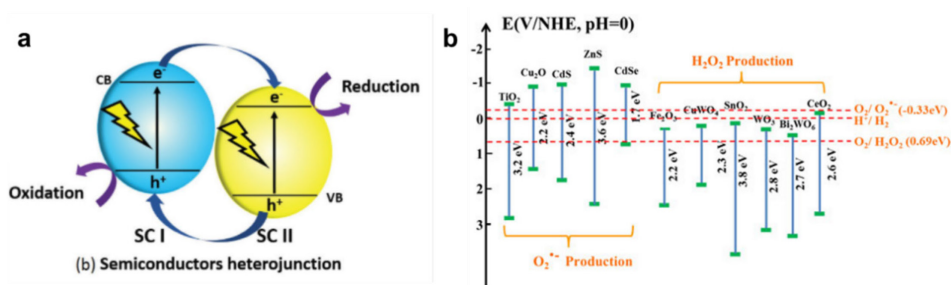 a
CB
e⁻
e⁻
Reduction
Oxidation
h⁺
h⁺
VB
SC I
SC II
(b) Semiconductors heterojunction
b
E(V/NHE, pH=0)
-2
-1
0
1
2
3
TiO₂
Cu₂O
CdS
ZnS
CdSe
Fe₂O₃
CuWO₄
SnO₂
WO₃
Bi₂WO₆
CeO₂
3.2 eV
2.2 eV
2.4 eV
3.6 eV
1.7 eV
2.2 eV
2.3 eV
3.8 eV
2.8 eV
2.7 eV
2.6 eV
H₂O₂ Production
O₂/ O₂•⁻ (-0.33eV)
H⁺/ H₂
O₂/ H₂O₂ (0.69eV)
O₂•⁻ Production